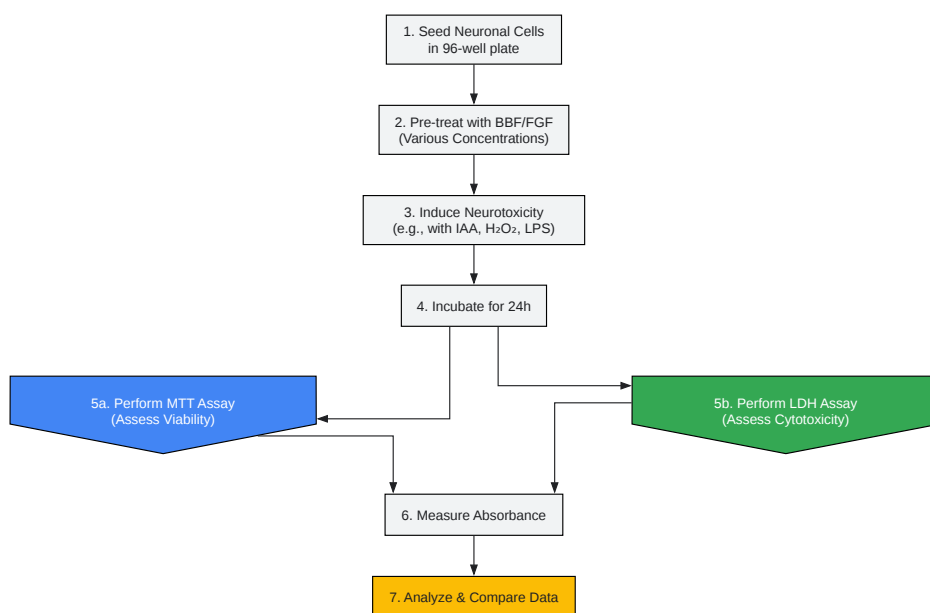 1. Seed Neuronal Cells
in 96-well plate
2. Pre-treat with BBF/FGF
(Various Concentrations)
3. Induce Neurotoxicity
(e.g., with IAA, H₂O₂, LPS)
4. Incubate for 24h
5a. Perform MTT Assay
(Assess Viability)
5b. Perform LDH Assay
(Assess Cytotoxicity)
6. Measure Absorbance
7. Analyze & Compare Data